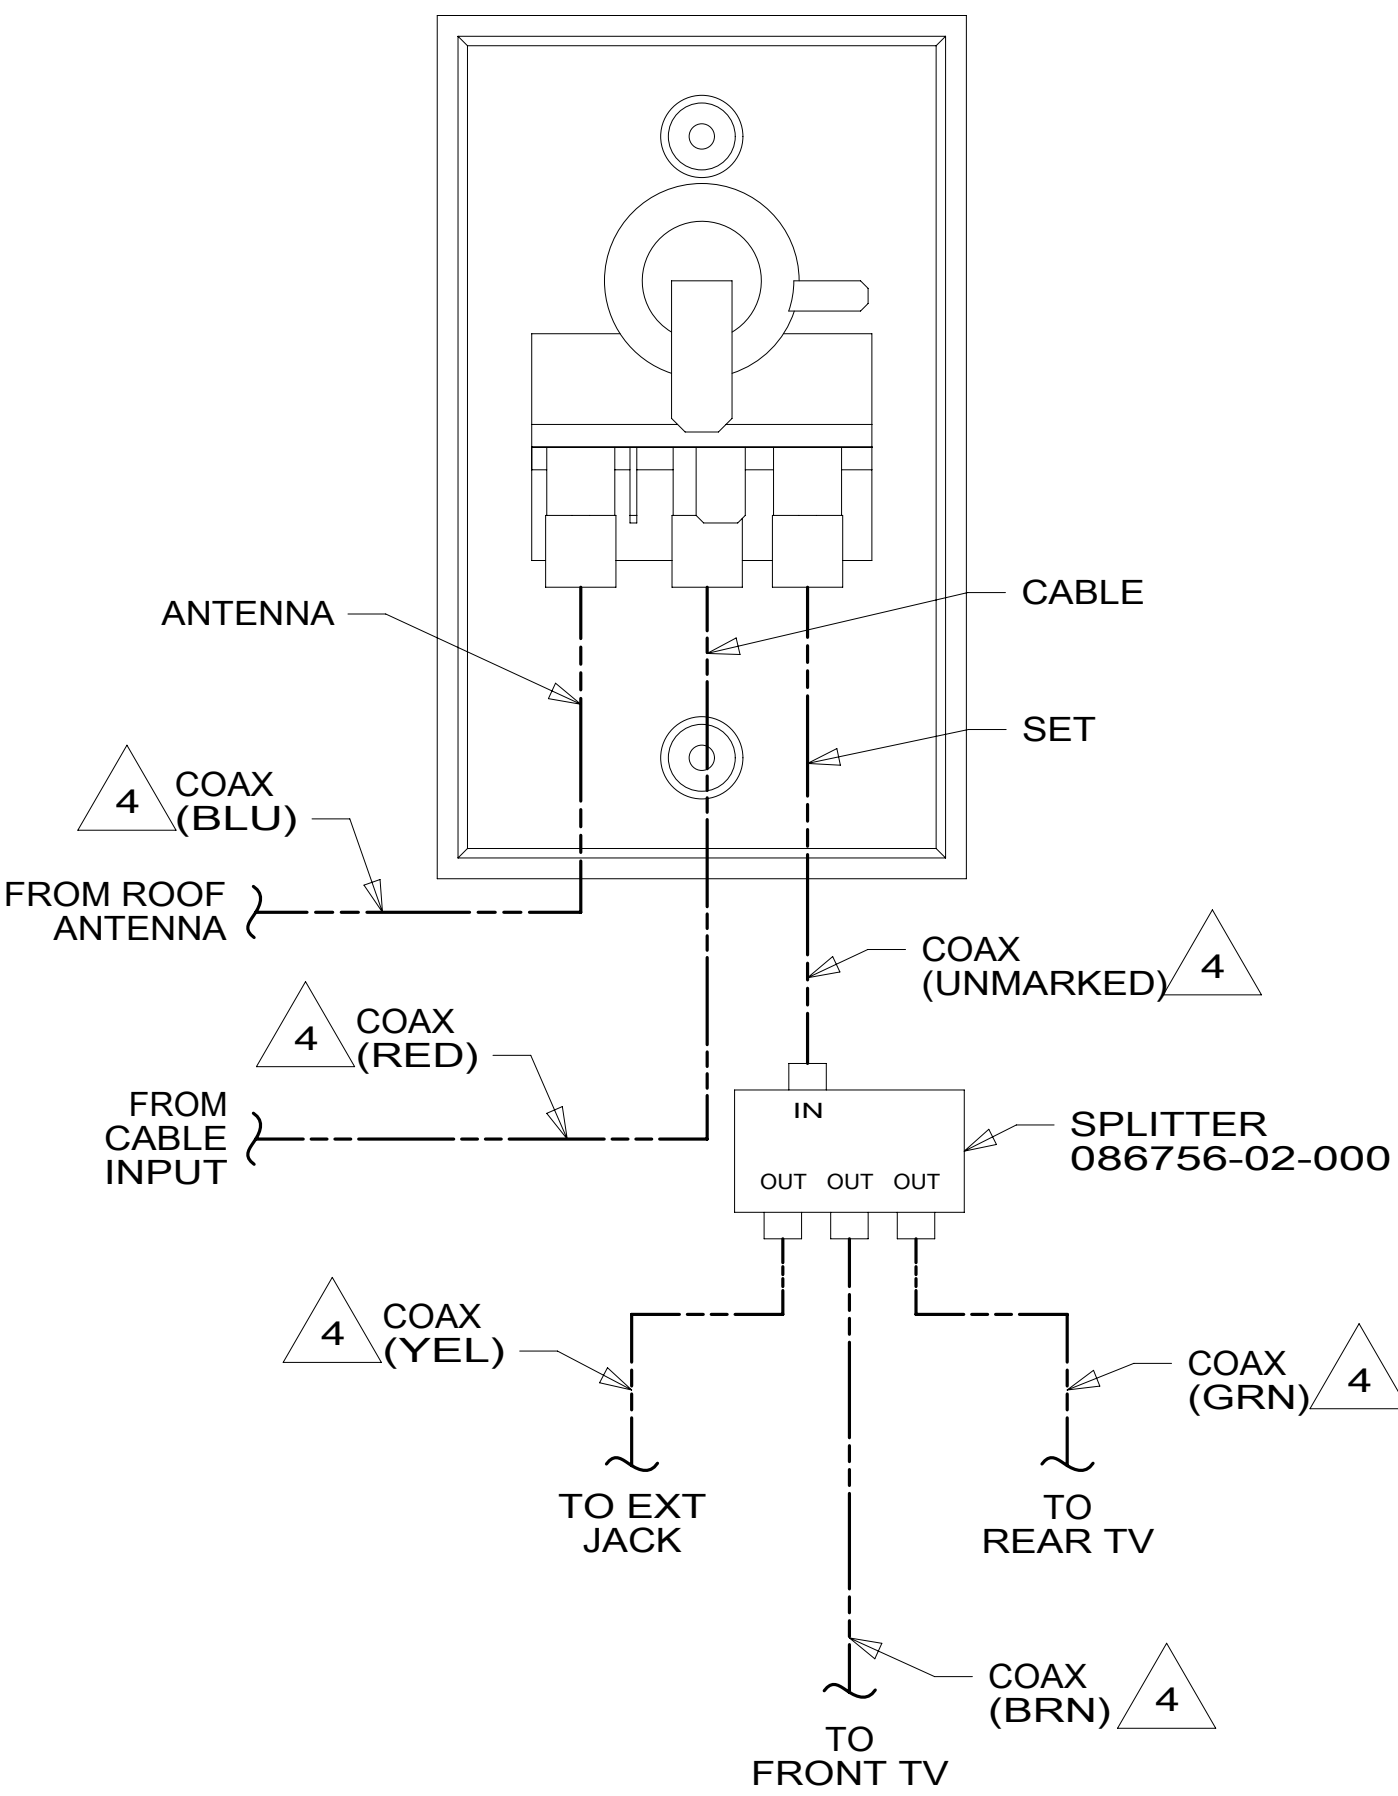 CABLE
ANTENNA
SET
4
COAX
(BLU)
FROM ROOF
ANTENNA
COAX
(UNMARKED)
4
4
COAX
(RED)
FROM
CABLE
INPUT
IN
OUT OUT OUT
SPLITTER
086756-02-000
4
COAX
(YEL)
COAX
(GRN)
4
TO EXT
JACK
TO
REAR TV
COAX
(BRN)
4
TO
FRONT TV